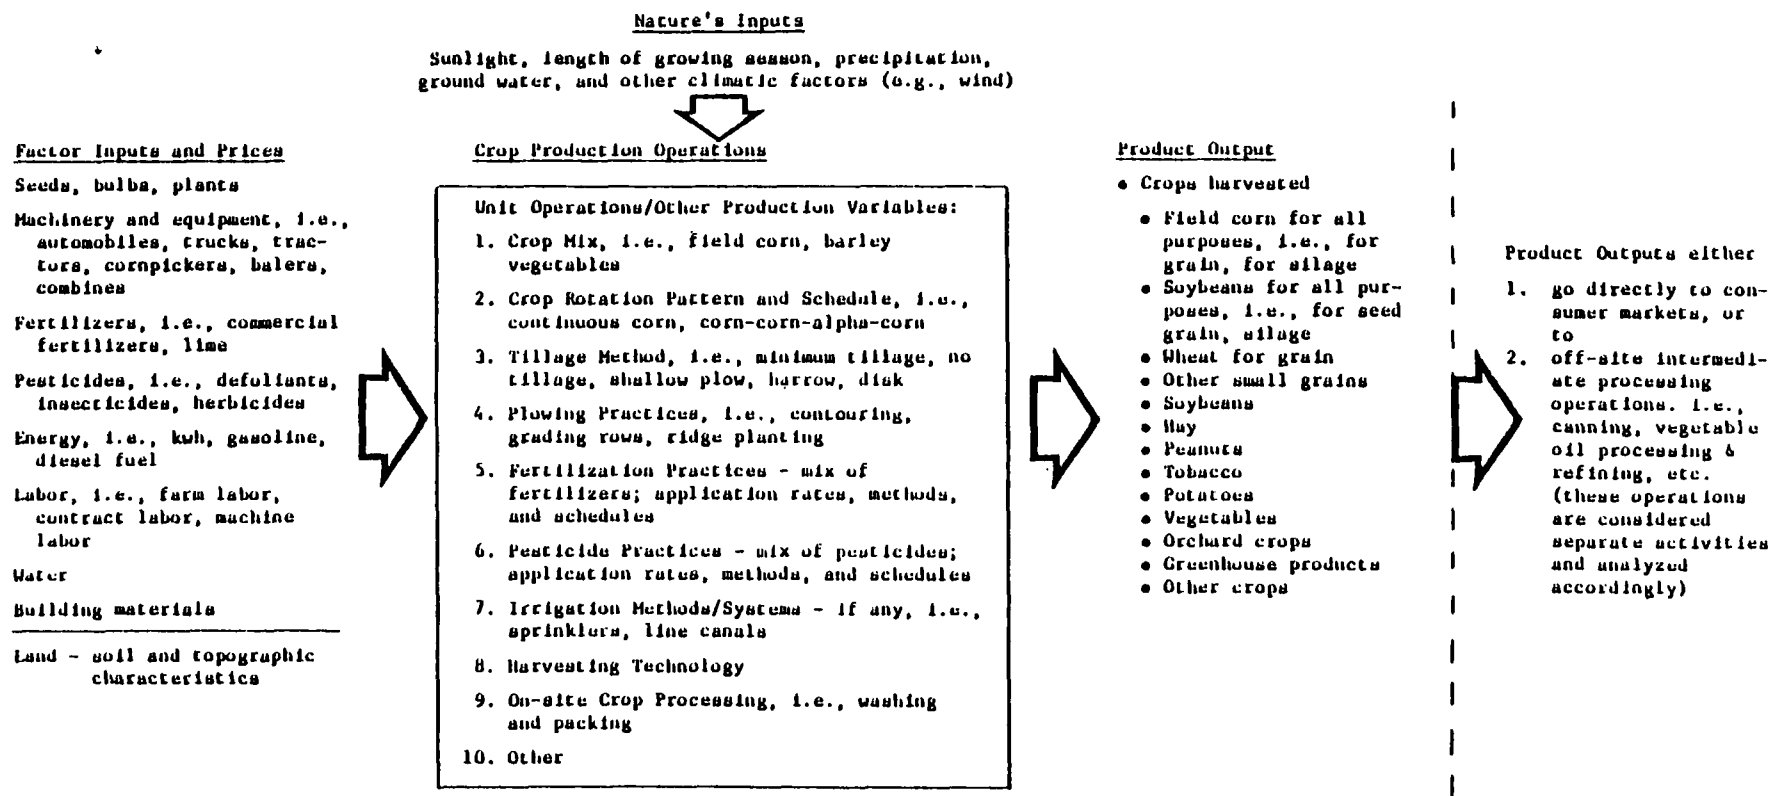 Nature's Inputs
Sunlight, length of growing season, precipitation,
ground water, and other climatic factors (e.g., wind)
Factor Inputs and Prices
Seeds, bulbs, plants
Machinery and equipment, i.e.,
automobiles, trucks, trac-
tors, cornpickers, balers,
combines
Fertilizers, i.e., commercial
fertilizers, lime
Pesticides, i.e., defoliants,
insecticides, herbicides
Energy, i.e., kwh, gasoline,
diesel fuel
Labor, i.e., farm labor,
contract labor, machine
labor
Water
Building materials
Land - soil and topographic
characteristics
Crop Production Operations
Unit Operations/Other Production Variables:
1. Crop Mix, i.e., field corn, barley
vegetables
2. Crop Rotation Pattern and Schedule, i.e.,
continuous corn, corn-corn-alpha-corn
3. Tillage Method, i.e., minimum tillage, no
tillage, shallow plow, harrow, disk
4. Plowing Practices, i.e., contouring,
grading rows, ridge planting
5. Fertilization Practices - mix of
fertilizers; application rates, methods,
and schedules
6. Pesticide Practices - mix of pesticides;
application rates, methods, and schedules
7. Irrigation Methods/Systems - if any, i.e.,
sprinklers, line canals
8. Harvesting Technology
9. On-site Crop Processing, i.e., washing
and packing
10. Other
Product Output
• Crops harvested
• Field corn for all
purposes, i.e., for
grain, for silage
• Soybeans for all pur-
poses, i.e., for seed
grain, silage
• Wheat for grain
• Other small grains
• Soybeans
• Hay
• Peanuts
• Tobacco
• Potatoes
• Vegetables
• Orchard crops
• Greenhouse products
• Other crops
Product Outputs either
1. go directly to con-
sumer markets, or
to
2. off-site intermedi-
ate processing
operations. i.e.,
canning, vegetable
oil processing &
refining, etc.
(these operations
are considered
separate activities
and analyzed
accordingly)